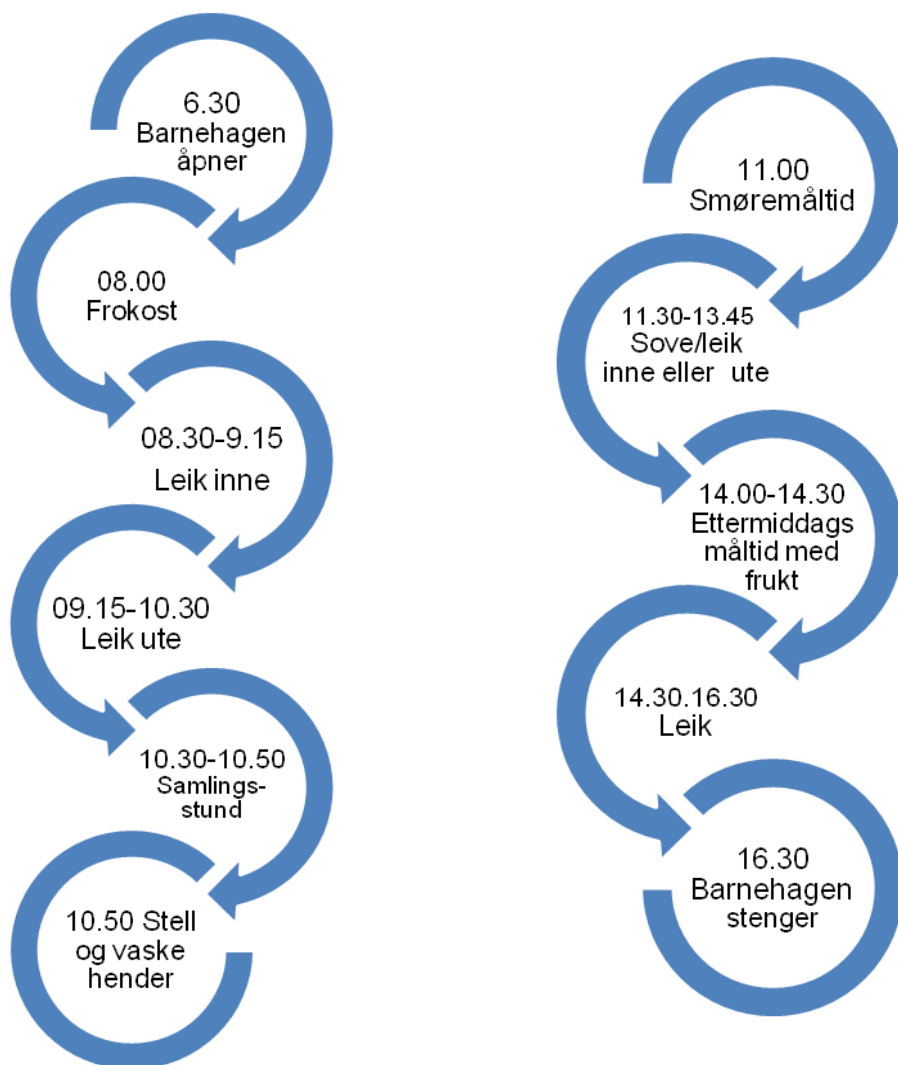 6.30
Barnehagen
åpner
08.00
Frokost
08.30-9.15
Leik inne
09.15-10.30
Leik ute
10.30-10.50
Samlings-
stund
10.50 Stell
og vaske
hender
11.00
Smøremåltid
11.30-13.45
Sove/leik
inne eller ute
14.00-14.30
Ettermiddags
måltid med
frukt
14.30.16.30
Leik
16.30
Barnehagen
stenger